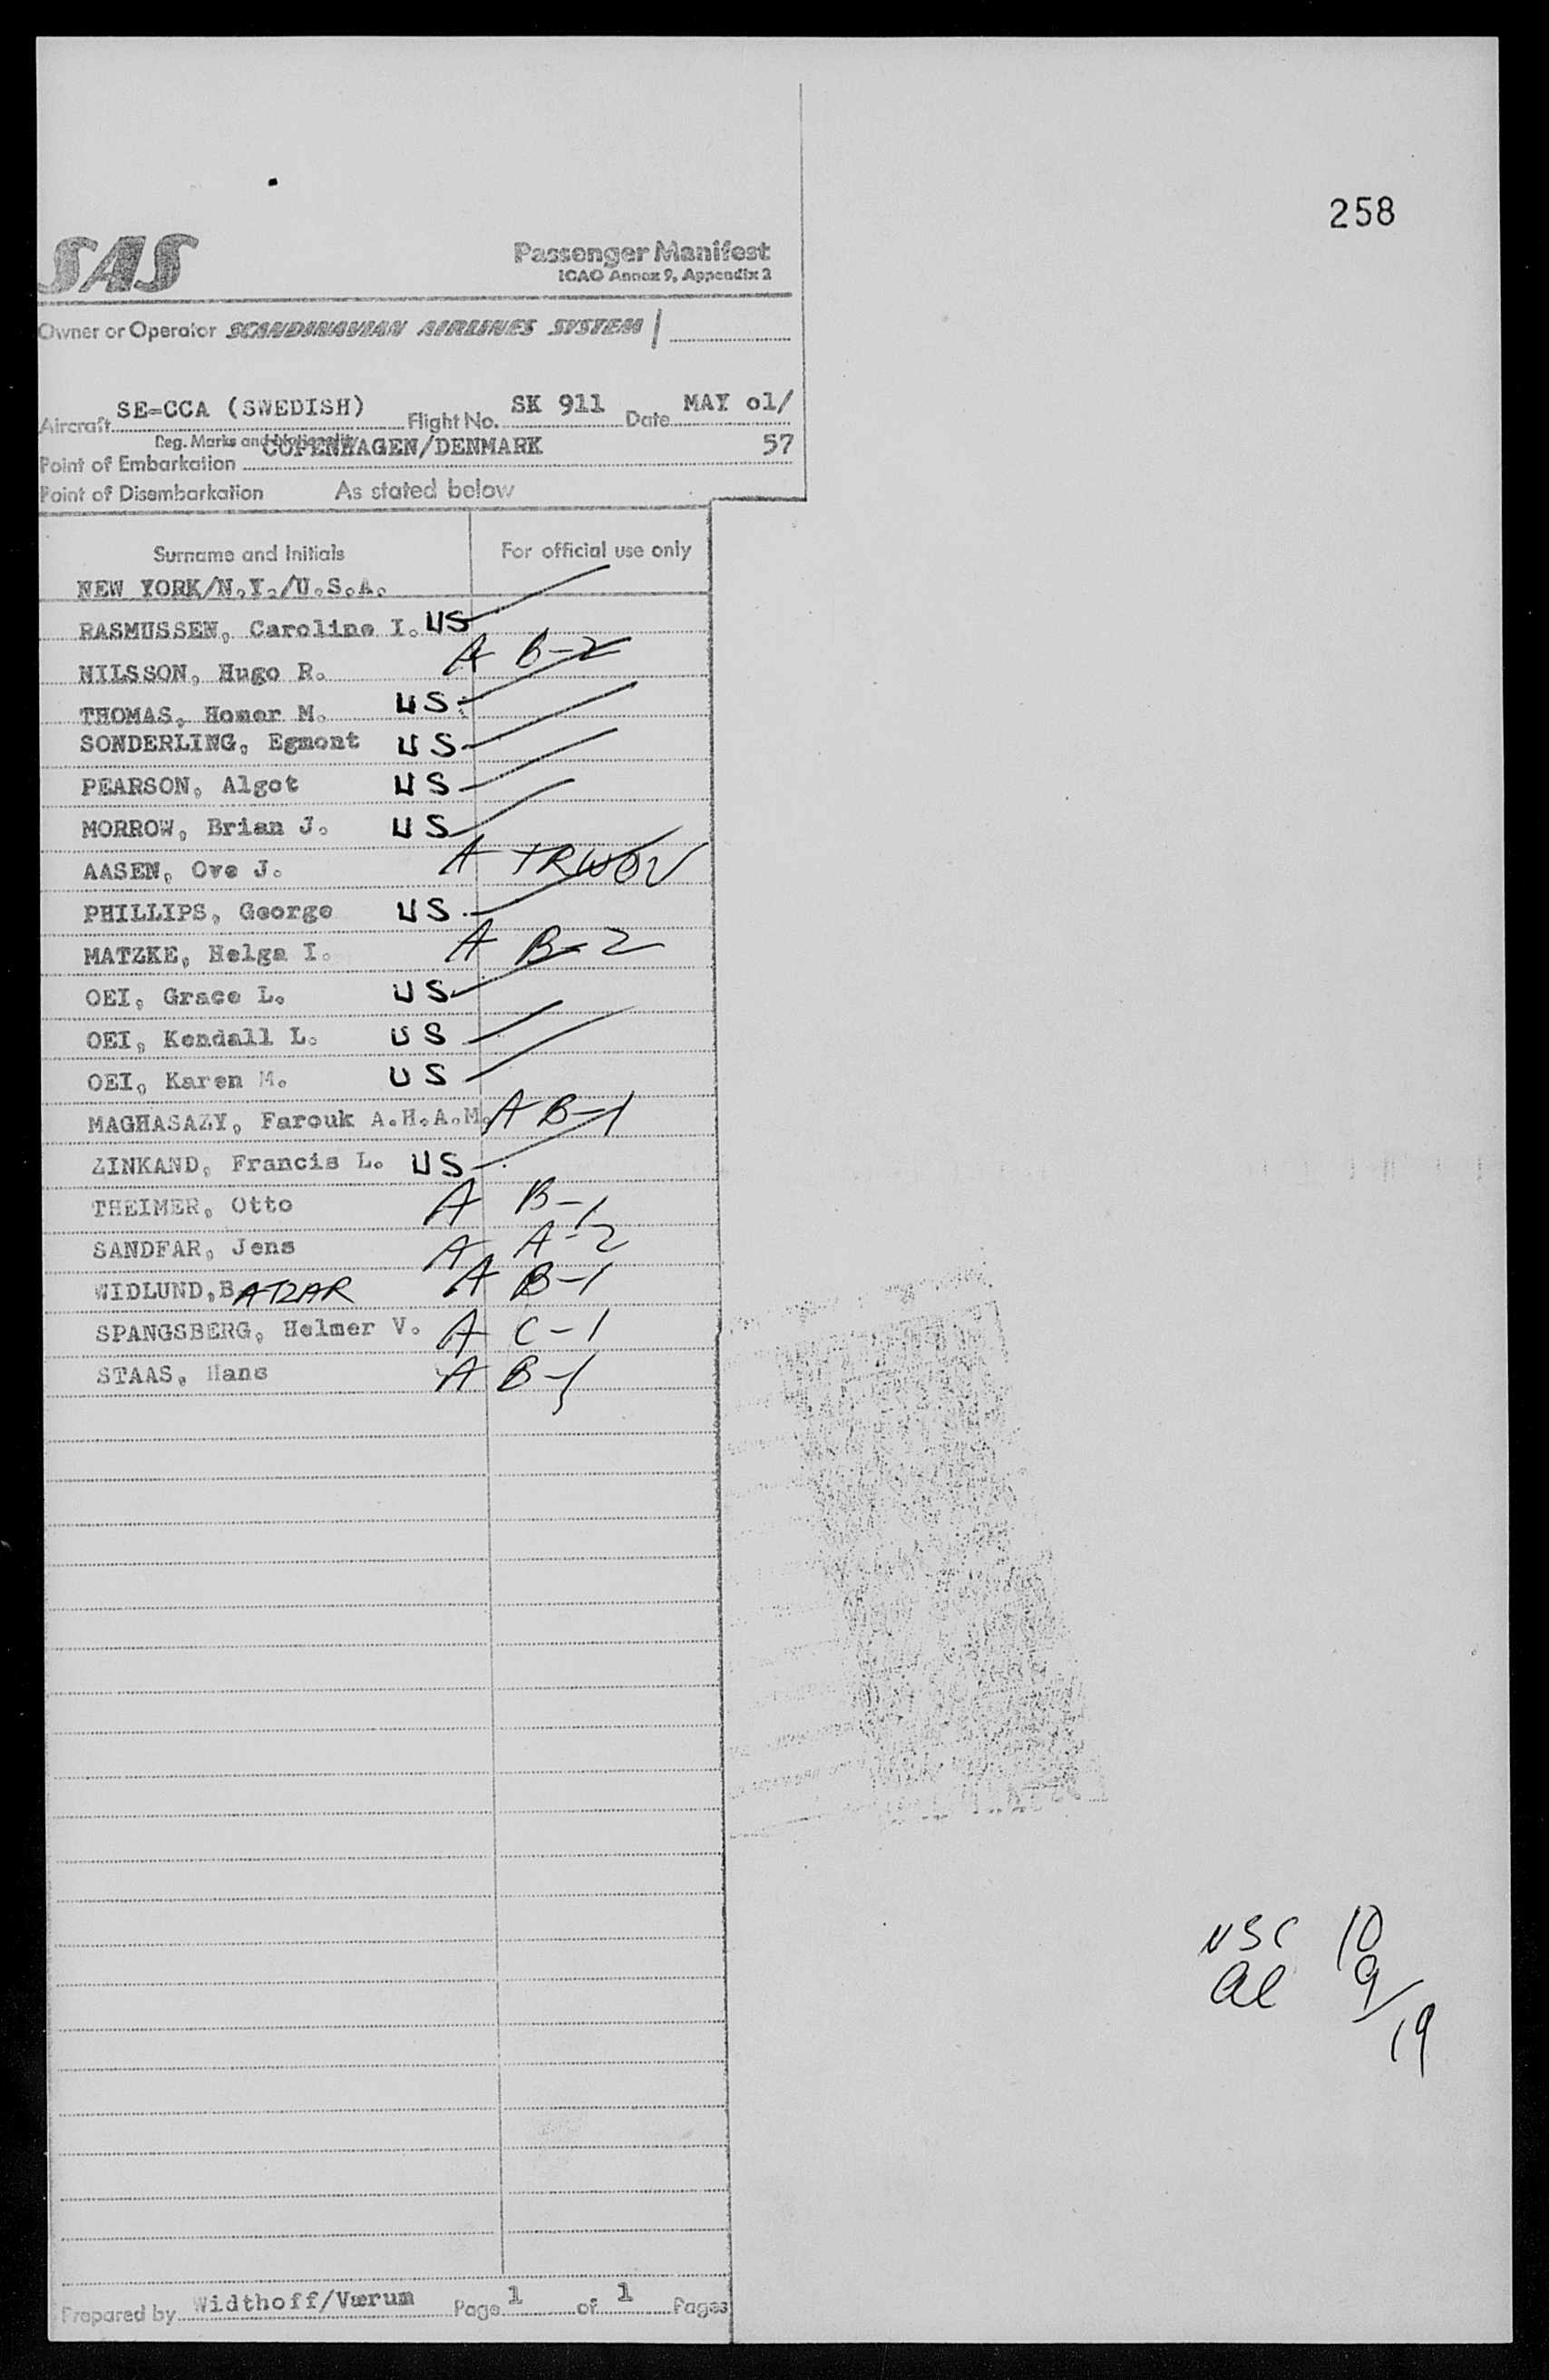 258
SAS
Passenger Manifest
ICAO Annex 9, Appendix 2
Owner or Operator SCANDINAVIAN AIRLINES SYSTEM /
Aircraft SE=CCA (SWEDISH) Flight No. SK 911 Date MAY o1/
57
Reg. Marks and Nationality
Point of Embarkation COPENHAGEN/DENMARK
Point of Disembarkation As stated below
Surname and Initials For official use only
NEW YORK/N.Y./U.S.A.
RASMUSSEN, Caroline I. US
NILSSON, Hugo R. A B-2
THOMAS, Homer M. US
SONDERLING, Egmont US
PEARSON, Algot US
MORROW, Brian J. US
AASEN, Ove J. A TRWOV
PHILLIPS, George US
MATZKE, Helga I. A B-2
OEI, Grace L. US
OEI, Kendall L. US
OEI, Karen M. US
MAGHASAZY, Farouk A.H.A.M. A B-1
ZINKAND, Francis L. US
THEIMER, Otto A B-1
SANDFAR, Jens A A-2
WIDLUND, B A B-1
SPANGSBERG, Helmer V. A C-1
STAAS, Hans A B-1
USC 10
al 9/
19
Prepared by Widthoff/Værum Page 1 of 1 Pages